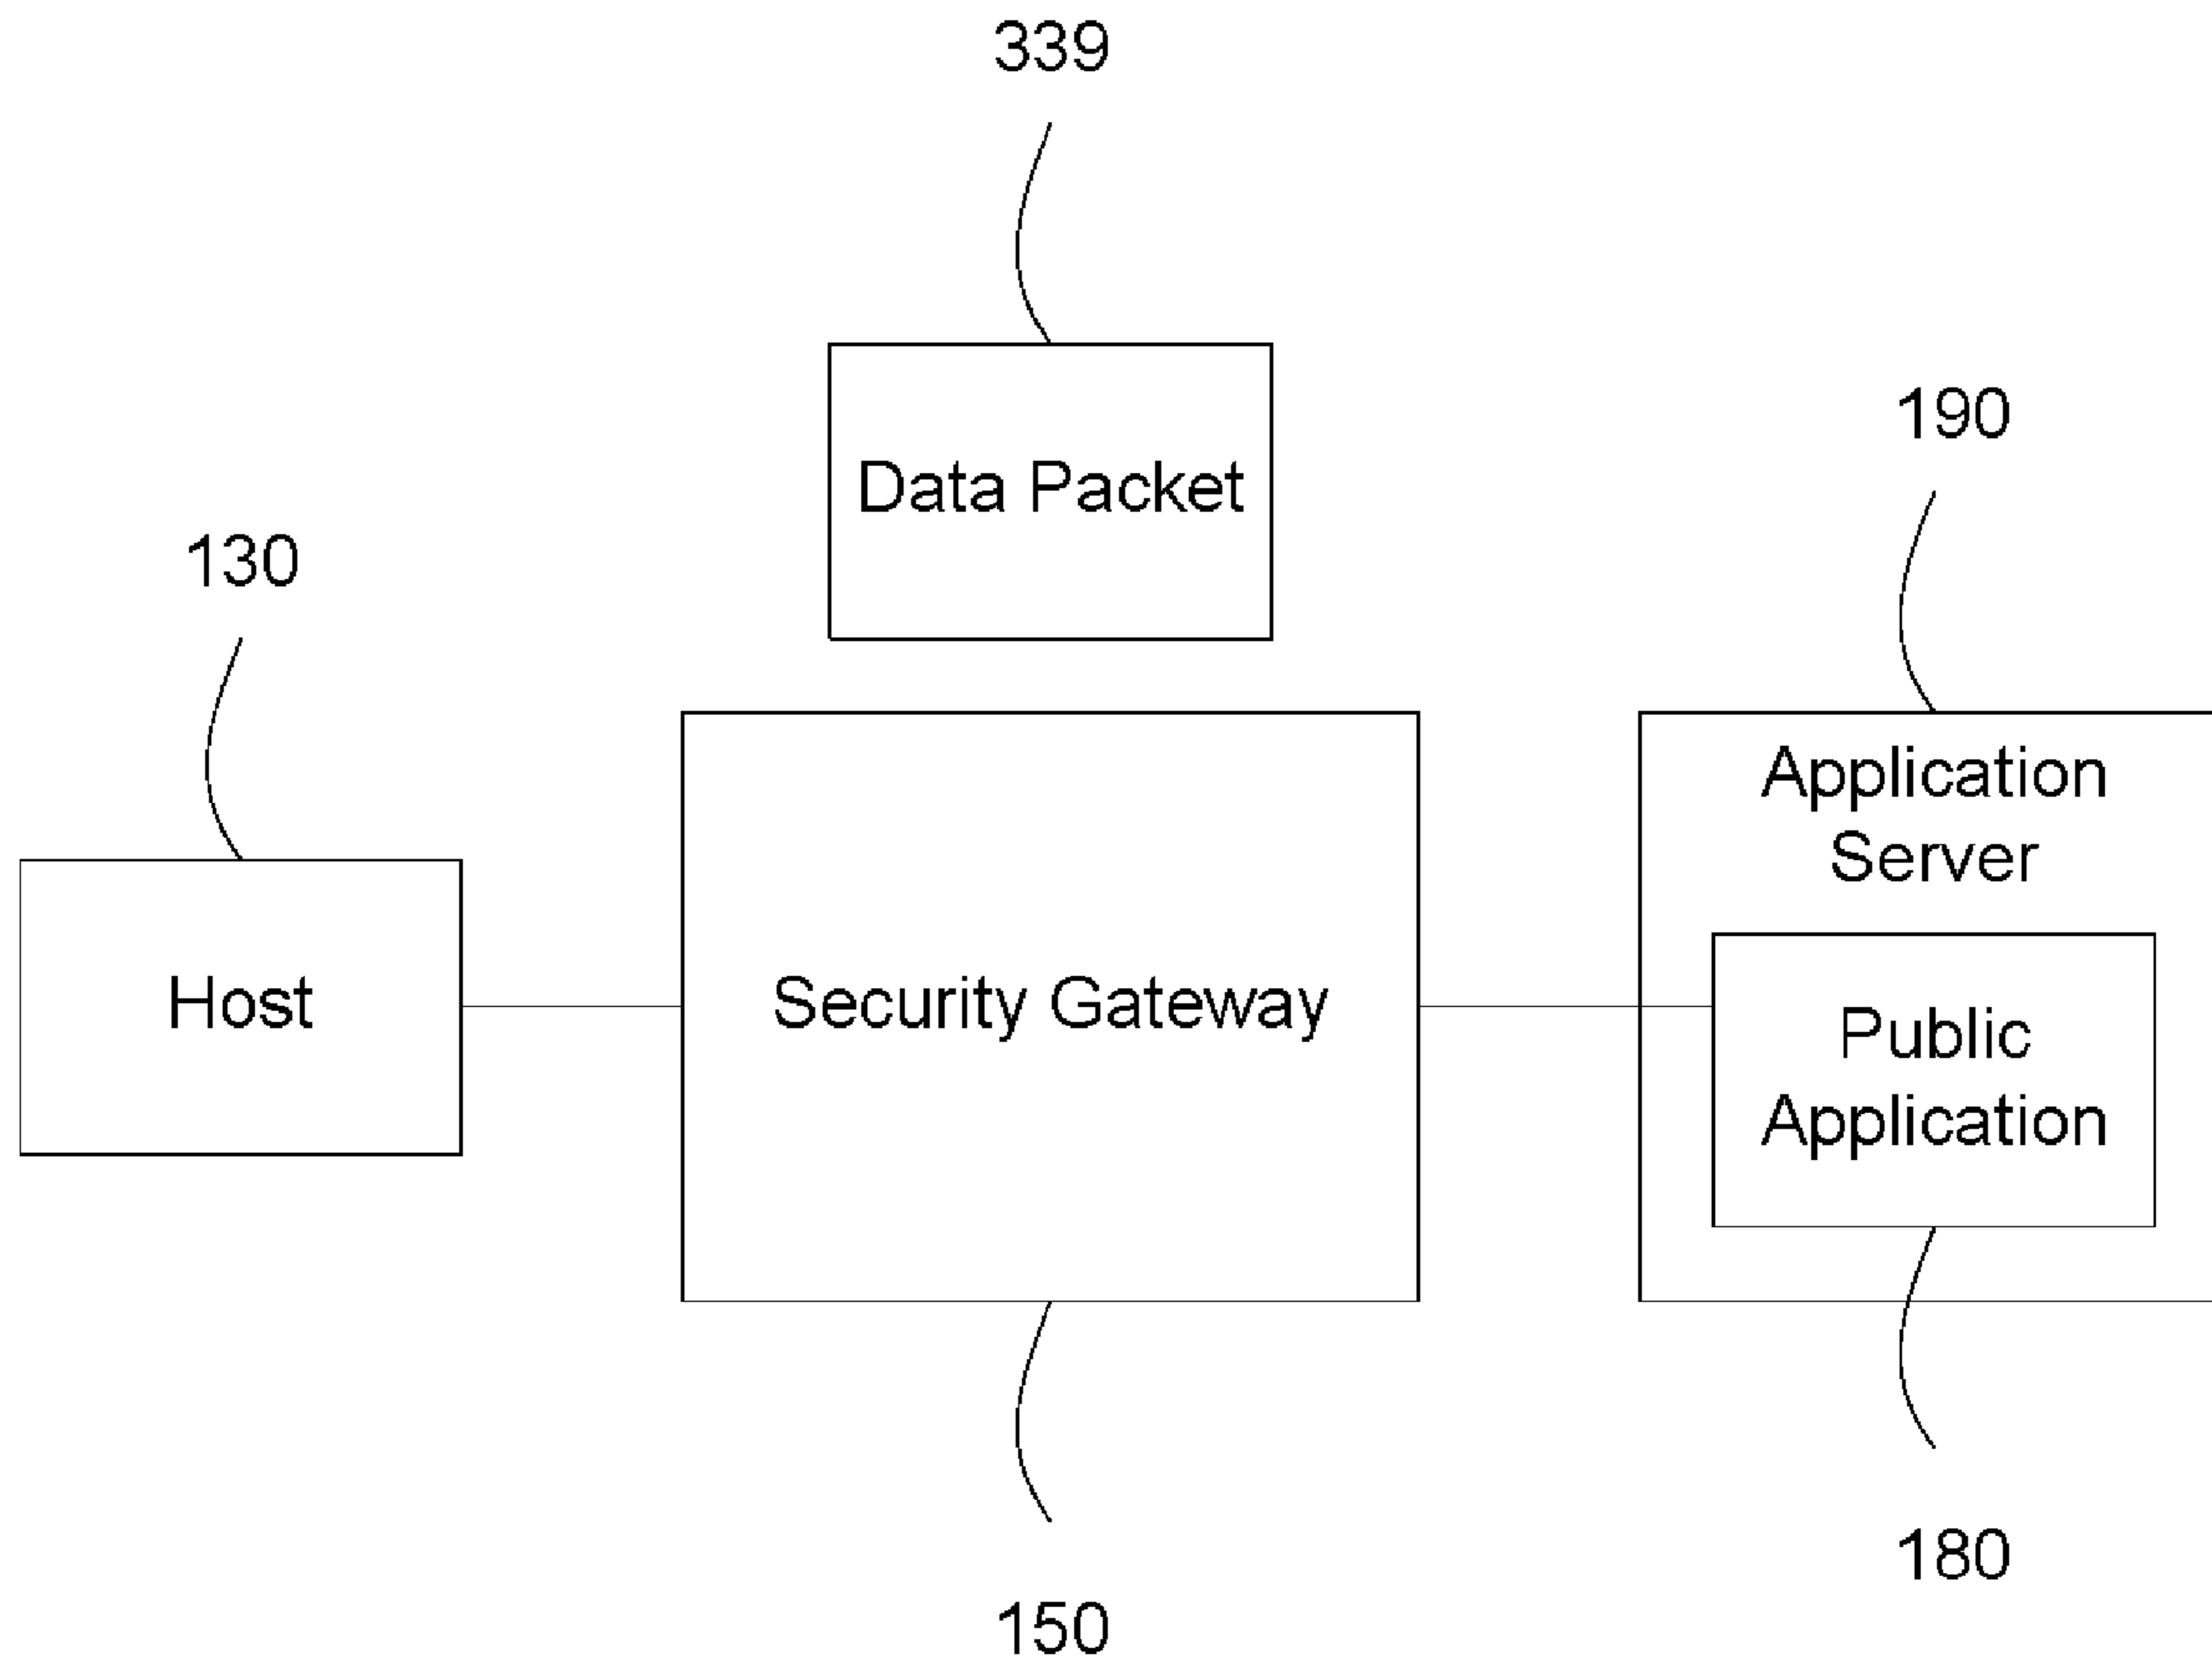 339
Data Packet
190
130
Application
Server
Host
Security Gateway
Public
Application
180
150